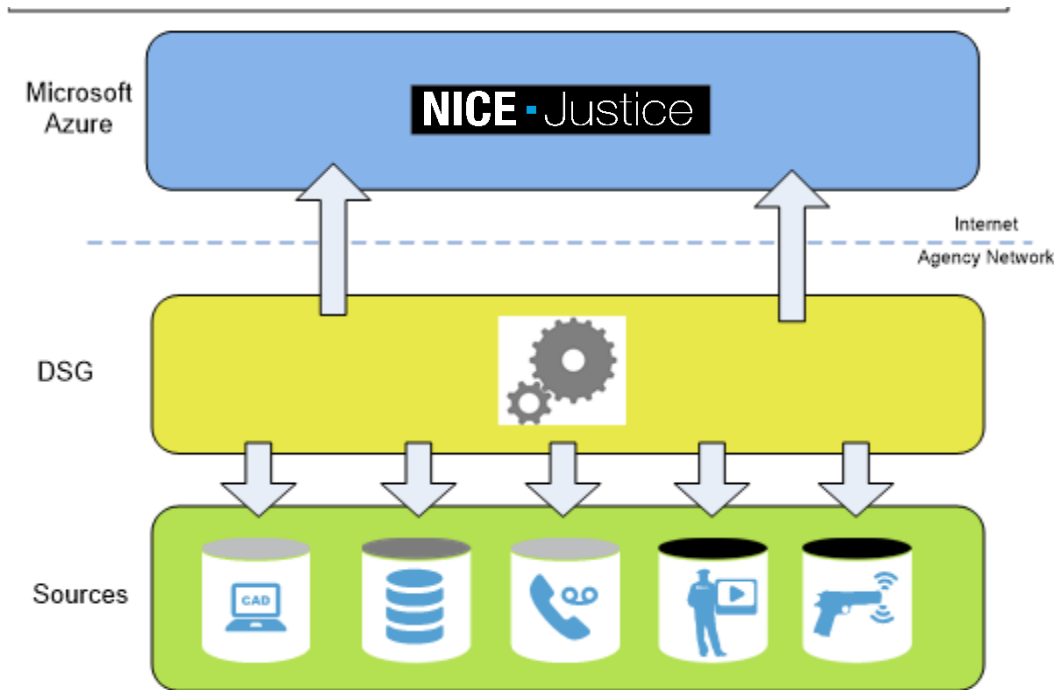 Microsoft
Azure
NICE▪Justice
Internet
Agency Network
DSG
Sources
CAD